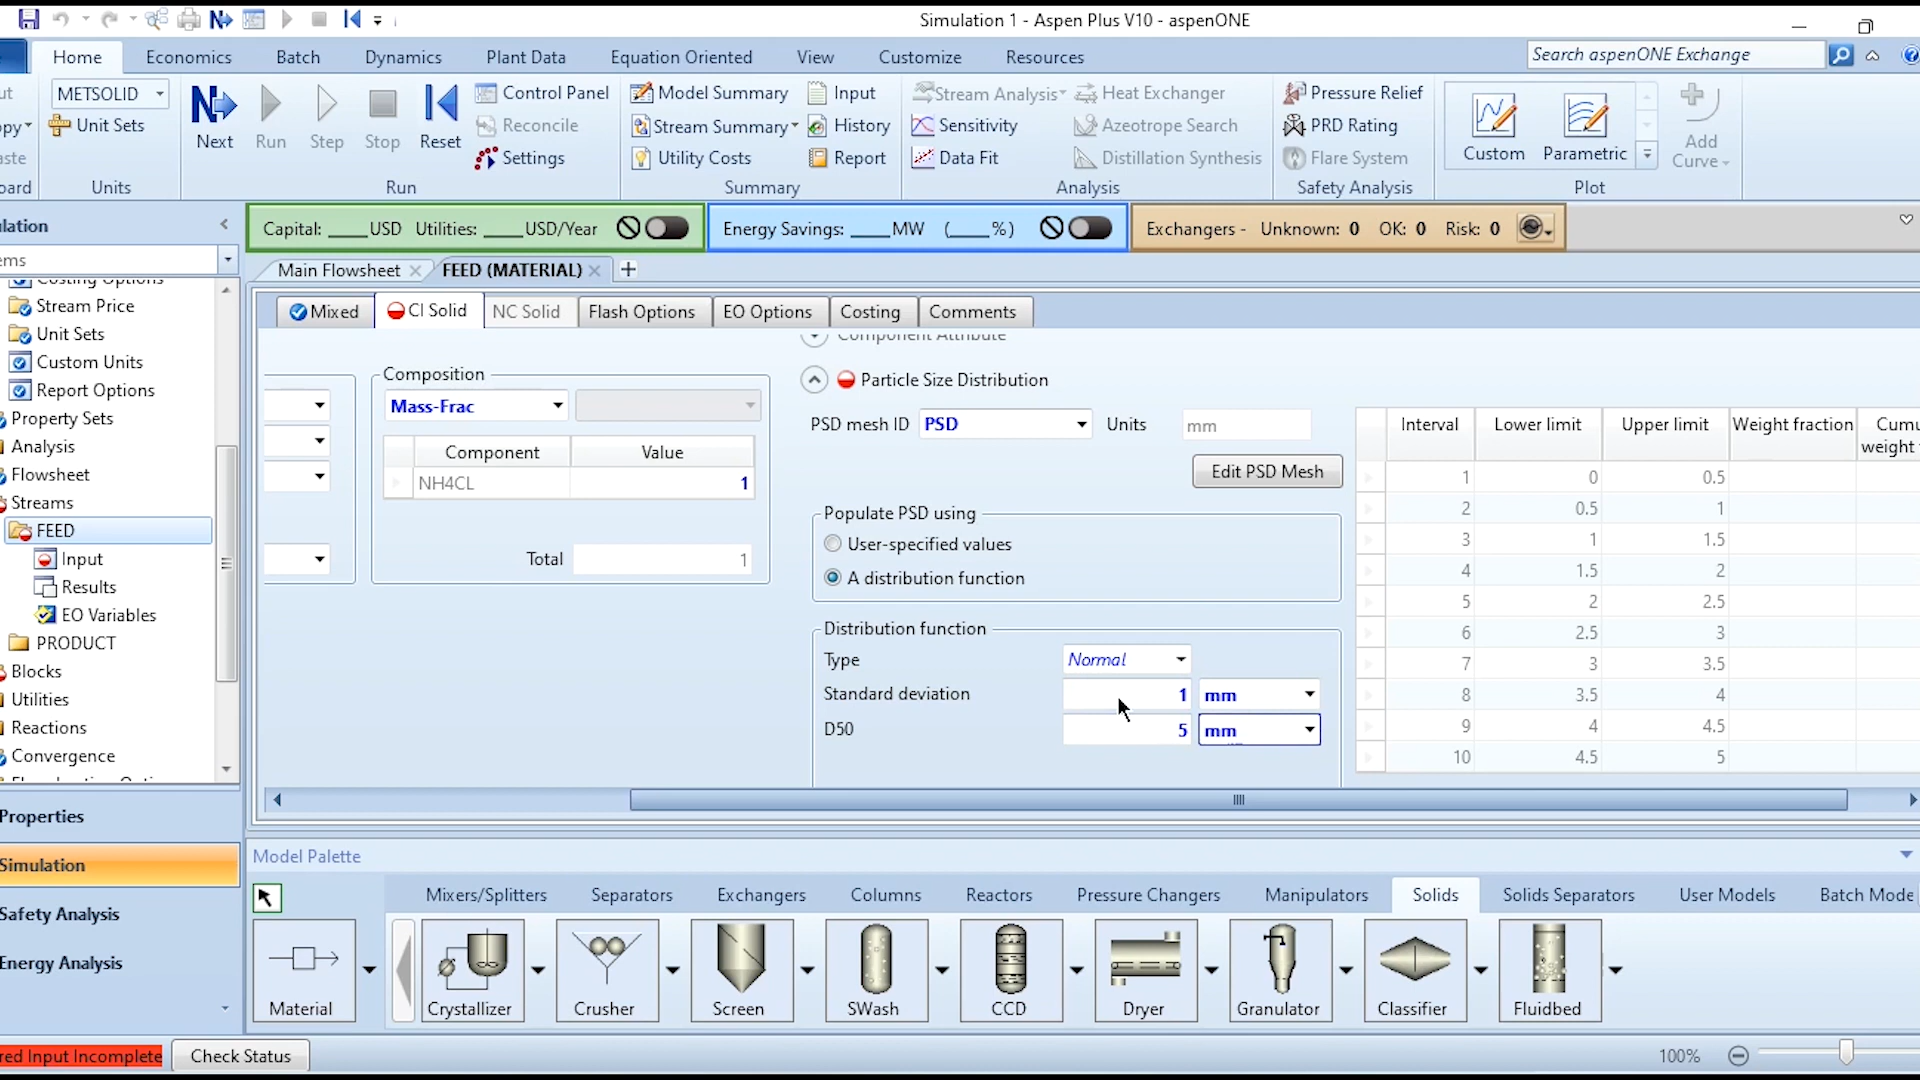 Simulation 1 - Aspen Plus V10 - aspenONE
Home Economics Batch Dynamics Plant Data Equation Oriented View Customize Resources Search aspenONE Exchange
METSOLID
Unit Sets
Units
Next Run Step Stop Reset
Control Panel
Reconcile
Settings
Run
Model Summary Input
Stream Summary History
Utility Costs Report
Summary
Stream Analysis Heat Exchanger
Sensitivity Azeotrope Search
Data Fit Distillation Synthesis
Analysis
Pressure Relief
PRD Rating
Flare System
Safety Analysis
Custom Parametric
Add
Curve
Plot
Capital: ____USD Utilities: ____USD/Year
Energy Savings: ____MW (____%)
Exchangers - Unknown: 0 OK: 0 Risk: 0
Main Flowsheet FEED (MATERIAL) +
lation
ems
Costing Options
Stream Price
Unit Sets
Custom Units
Report Options
Property Sets
Analysis
Flowsheet
Streams
FEED
Input
Results
EO Variables
PRODUCT
Blocks
Utilities
Reactions
Convergence
Properties
Simulation
Safety Analysis
Energy Analysis
Mixed CI Solid NC Solid Flash Options EO Options Costing Comments
Composition
Mass-Frac
Component Value
NH4CL 1
Total 1
Component Attribute
Particle Size Distribution
PSD mesh ID PSD Units mm
Edit PSD Mesh
Populate PSD using
User-specified values
A distribution function
Distribution function
Type Normal
Standard deviation 1 mm
D50 5 mm
Interval Lower limit Upper limit Weight fraction Cumu
weight
1 0 0.5
2 0.5 1
3 1 1.5
4 1.5 2
5 2 2.5
6 2.5 3
7 3 3.5
8 3.5 4
9 4 4.5
10 4.5 5
Model Palette
Mixers/Splitters Separators Exchangers Columns Reactors Pressure Changers Manipulators Solids Solids Separators User Models Batch Mode
Material Crystallizer Crusher Screen SWash CCD Dryer Granulator Classifier Fluidbed
red Input Incomplete Check Status 100%